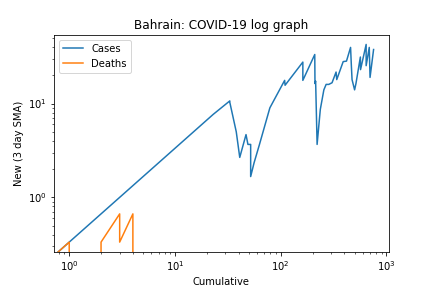 Bahrain: COVID-19 log graph
Cases
Deaths
New (3 day SMA)
10¹
10⁰
10⁰ 10¹ 10² 10³
Cumulative